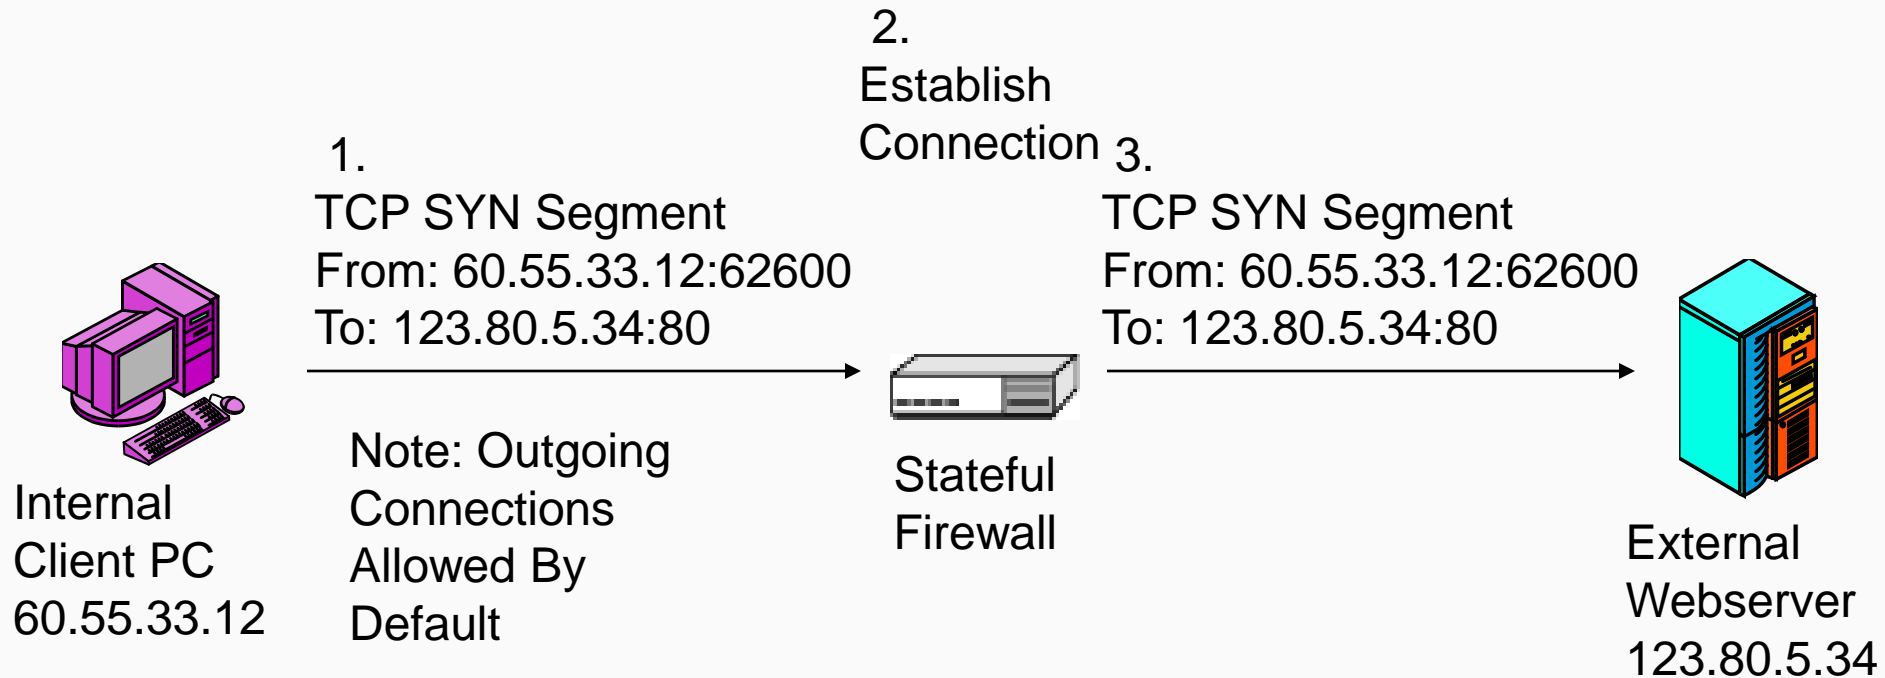 1.
TCP SYN Segment
From: 60.55.33.12:62600
To: 123.80.5.34:80
2.
Establish
Connection
3.
TCP SYN Segment
From: 60.55.33.12:62600
To: 123.80.5.34:80
Internal
Client PC
60.55.33.12
Note: Outgoing
Connections
Allowed By
Default
Stateful
Firewall
External
Webserver
123.80.5.34